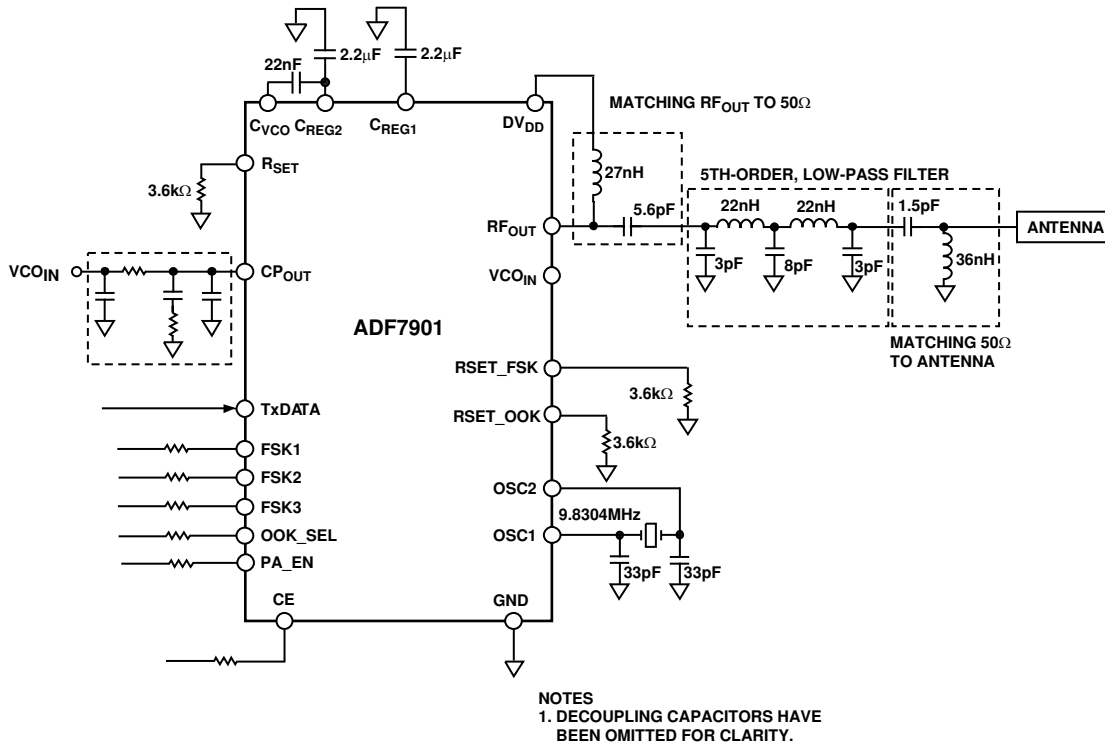 2.2μF
2.2μF
22nF
CVCO
CREG2
CREG1
DVDD
MATCHING RFOUT TO 50Ω
RSET
3.6kΩ
27nH
5TH-ORDER, LOW-PASS FILTER
5.6pF
22nH
22nH
1.5pF
RFOUT
ANTENNA
3pF
8pF
3pF
36nH
VCOIN
CPOUT
VCOIN
ADF7901
MATCHING 50Ω
TO ANTENNA
RSET_FSK
3.6kΩ
TxDATA
RSET_OOK
3.6kΩ
FSK1
FSK2
FSK3
OSC2
9.8304MHz
OOK_SEL
OSC1
PA_EN
33pF
33pF
CE
GND
NOTES
1. DECOUPLING CAPACITORS HAVE
BEEN OMITTED FOR CLARITY.